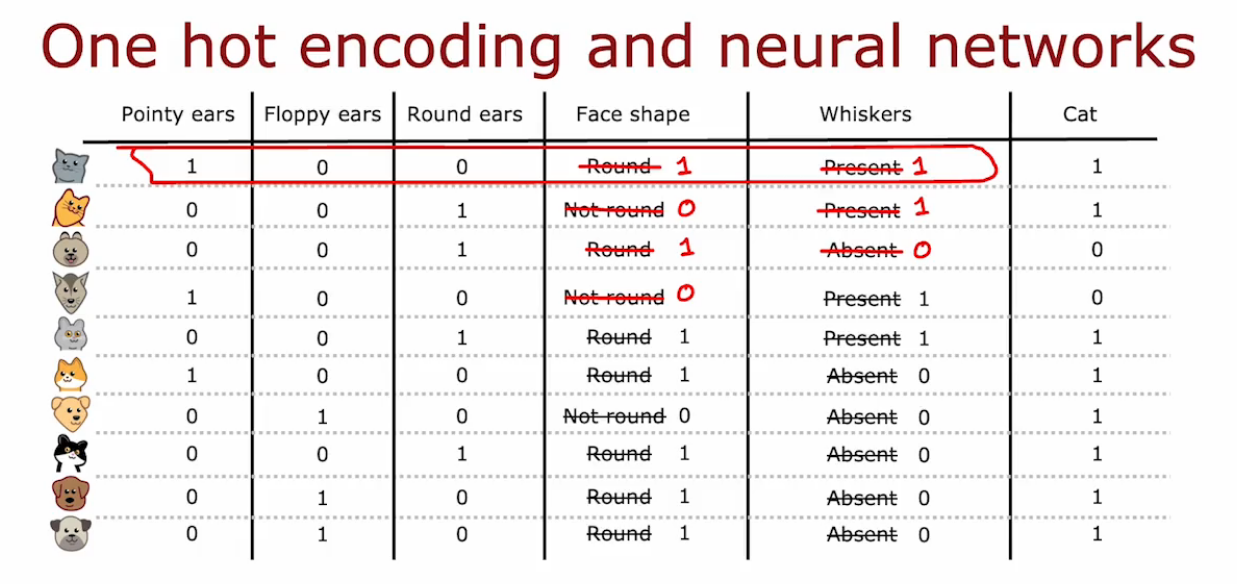 One hot encoding and neural networks
Pointy ears Floppy ears Round ears Face shape Whiskers Cat
1 0 0 Round 1 Present 1 1
0 0 1 Not round 0 Present 1 1
0 0 1 Round 1 Absent 0 0
1 0 0 Not round 0 Present 1 0
0 0 1 Round 1 Present 1 1
1 0 0 Round 1 Absent 0 1
0 1 0 Not round 0 Absent 0 1
0 0 1 Round 1 Absent 0 1
0 1 0 Round 1 Absent 0 1
0 1 0 Round 1 Absent 0 1